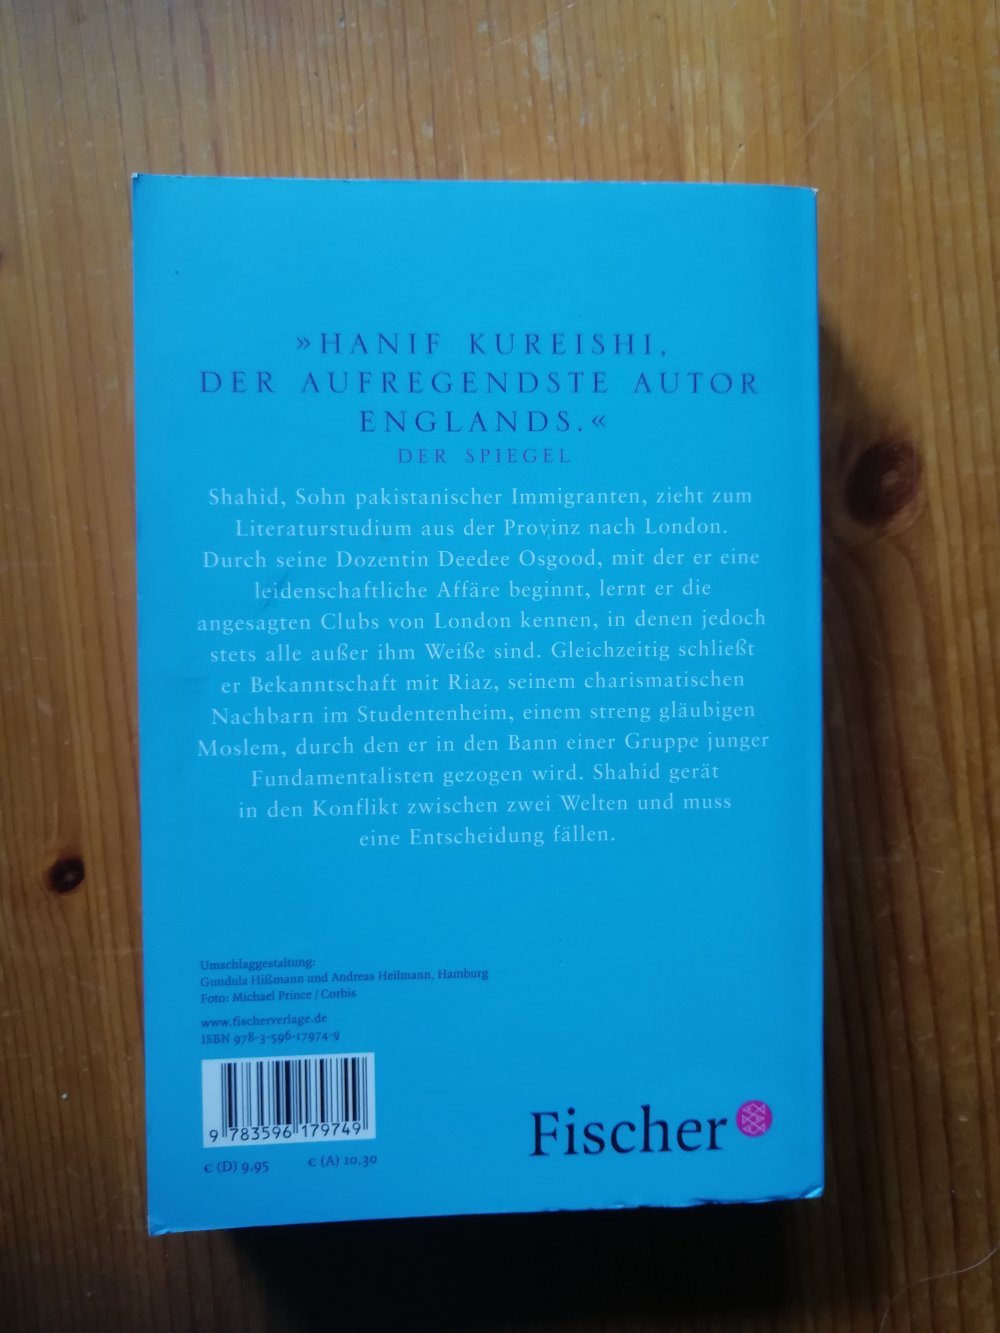 »HANIF KUREISHI,
DER AUFREGENDSTE AUTOR
ENGLANDS.«
DER SPIEGEL
Shahid, Sohn pakistanischer Immigranten, zieht zum
Literaturstudium aus der Provinz nach London.
Durch seine Dozentin Deedee Osgood, mit der er eine
leidenschaftliche Affäre beginnt, lernt er die
angesagten Clubs von London kennen, in denen jedoch
stets alle außer ihm Weiße sind. Gleichzeitig schließt
er Bekanntschaft mit Riaz, seinem charismatischen
Nachbarn im Studentenheim, einem streng gläubigen
Moslem, durch den er in den Bann einer Gruppe junger
Fundamentalisten gezogen wird. Shahid gerät
in den Konflikt zwischen zwei Welten und muss
eine Entscheidung fällen.
Umschlaggestaltung:
Gundula Hißmann und Andreas Heilmann, Hamburg
Foto: Michael Prince / Corbis
www.fischerverlage.de
ISBN 978-3-596-17974-9
9 783596 179749
€ (D) 9,95 € (A) 10,30
Fischer